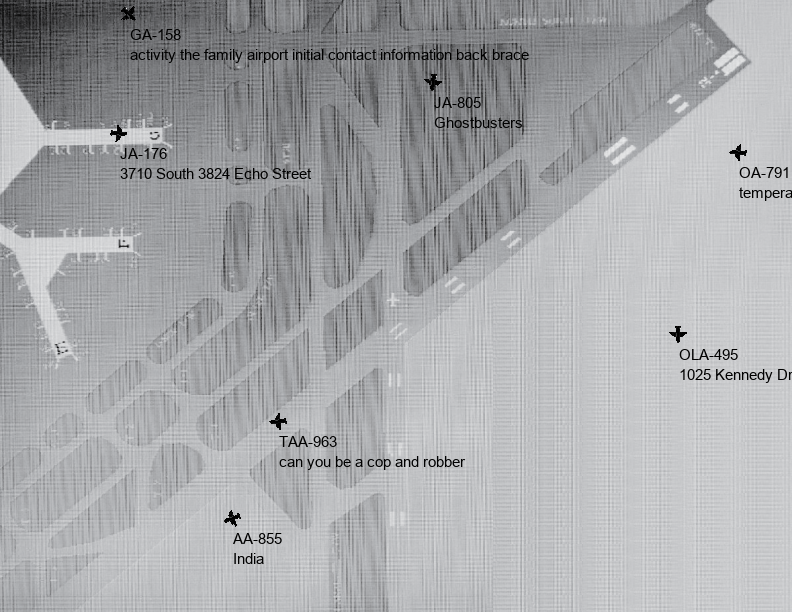 GA-158
activity the family airport initial contact information back brace
JA-805
Ghostbusters
JA-176
3710 South 3824 Echo Street
OA-791
tempera
OLA-495
1025 Kennedy Dr
TAA-963
can you be a cop and robber
AA-855
India